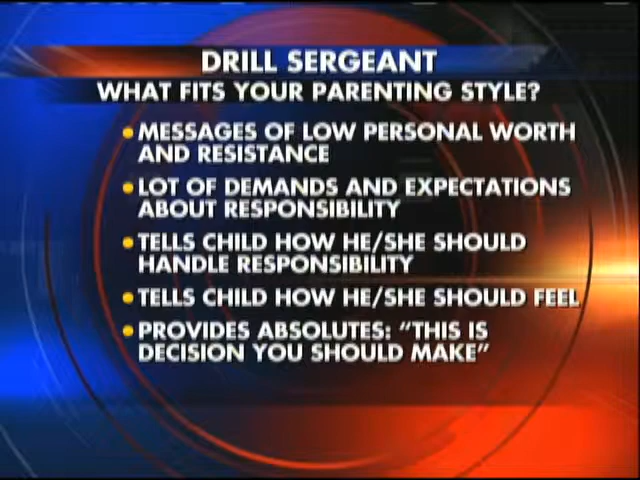 DRILL SERGEANT
WHAT FITS YOUR PARENTING STYLE?
• MESSAGES OF LOW PERSONAL WORTH
AND RESISTANCE
• LOT OF DEMANDS AND EXPECTATIONS
ABOUT RESPONSIBILITY
• TELLS CHILD HOW HE/SHE SHOULD
HANDLE RESPONSIBILITY
• TELLS CHILD HOW HE/SHE SHOULD FEEL
• PROVIDES ABSOLUTES: “THIS IS
DECISION YOU SHOULD MAKE”